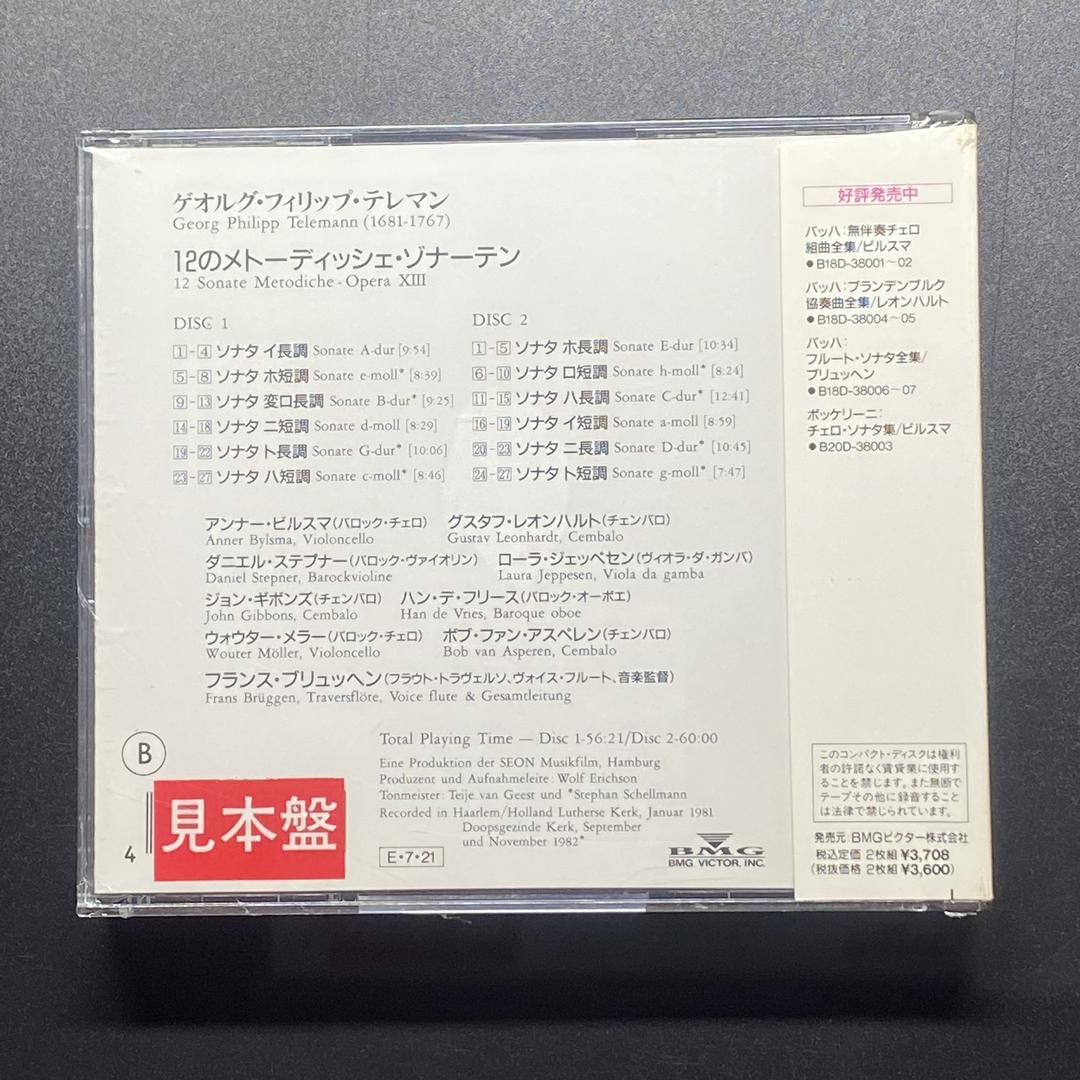 ゲオルグ・フィリップ・テレマン
Georg Philipp Telemann (1681-1767)
12のメトーディッシェ・ゾナーテン
12 Sonate Metodiche - Opera XIII
DISC 1
1-4 ソナタ イ長調 Sonate A-dur [9:54]
5-8 ソナタ ホ短調 Sonate e-moll* [8:39]
9-13 ソナタ 変ロ長調 Sonate B-dur* [9:25]
14-18 ソナタ ニ短調 Sonate d-moll [8:29]
19-22 ソナタ ト長調 Sonate G-dur* [10:06]
23-27 ソナタ ハ短調 Sonate c-moll* [8:46]
DISC 2
1-5 ソナタ ホ長調 Sonate E-dur [10:34]
6-10 ソナタ ロ短調 Sonate h-moll* [8:24]
11-15 ソナタ ハ長調 Sonate C-dur* [12:41]
16-19 ソナタ イ短調 Sonate a-moll [8:59]
20-23 ソナタ ニ長調 Sonate D-dur* [10:45]
24-27 ソナタ ト短調 Sonate g-moll* [7:47]
アンナー・ビルスマ(バロック・チェロ) グスタフ・レオンハルト(チェンバロ)
Anner Bylsma, Violoncello Gustav Leonhardt, Cembalo
ダニエル・ステプナー(バロック・ヴァイオリン) ローラ・ジェッペセン(ヴィオラ・ダ・ガンバ)
Daniel Stepner, Barockvioline Laura Jeppesen, Viola da gamba
ジョン・ギボンズ(チェンバロ) ハン・デ・フリース(バロック・オーボエ)
John Gibbons, Cembalo Han de Vries, Baroque oboe
ウォウター・メラー(バロック・チェロ) ボブ・ファン・アスペレン(チェンバロ)
Wouter Möller, Violoncello Bob van Asperen, Cembalo
フランス・ブリュッヘン(フラウト・トラヴェルソ、ヴォイス・フルート、音楽監督)
Frans Brüggen, Traversflöte, Voice flute & Gesamtleitung
Total Playing Time — Disc 1-56:21/Disc 2-60:00
Eine Produktion der SEON Musikfilm, Hamburg
Produzent und Aufnahmeleite: Wolf Erichson
Tonmeister: Teije van Geest und *Stephan Schellmann
Recorded in Haarlem/Holland Lutherse Kerk, Januar 1981
Doopsgezinde Kerk, September
und November 1982*
E・7・21
BMG
BMG VICTOR, INC.
B
4
見本盤
好評発売中
バッハ:無伴奏チェロ
組曲全集/ビルスマ
●B18D-38001~02
バッハ:ブランデンブルク
協奏曲全集/レオンハルト
●B18D-38004~05
バッハ:
フルート・ソナタ全集/
ブリュッヘン
●B18D-38006~07
ボッケリーニ:
チェロ・ソナタ集/ビルスマ
●B20D-38003
このコンパクト・ディスクは権利
者の許諾なく賃貸業に使用す
ることを禁じます。また無断で
テープその他に録音すること
は法律で禁じられています。
発売元:BMGビクター株式会社
税込定価 2枚組 ¥3,708
(税抜価格 2枚組 ¥3,600)